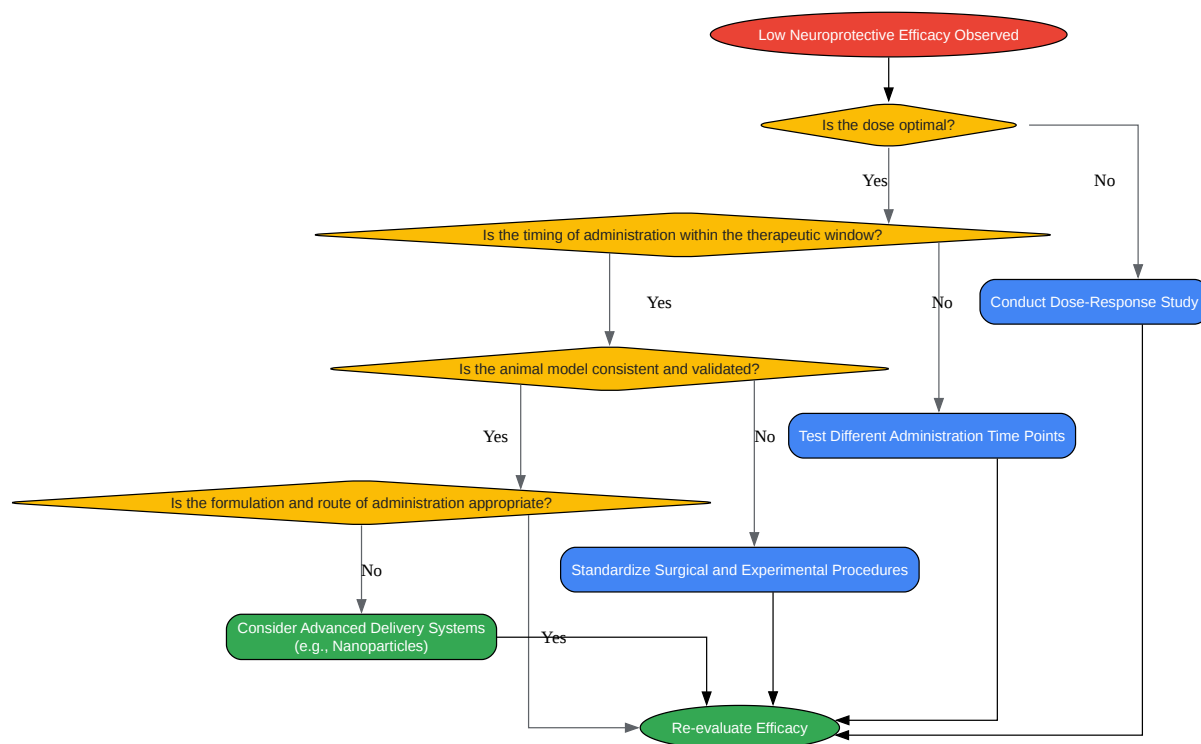 Low Neuroprotective Efficacy Observed
Is the dose optimal?
Yes
No
Is the timing of administration within the therapeutic window?
Yes
No
Conduct Dose-Response Study
Is the animal model consistent and validated?
Yes
No
Test Different Administration Time Points
Is the formulation and route of administration appropriate?
No
Standardize Surgical and Experimental Procedures
Consider Advanced Delivery Systems
(e.g., Nanoparticles)
Yes
Re-evaluate Efficacy